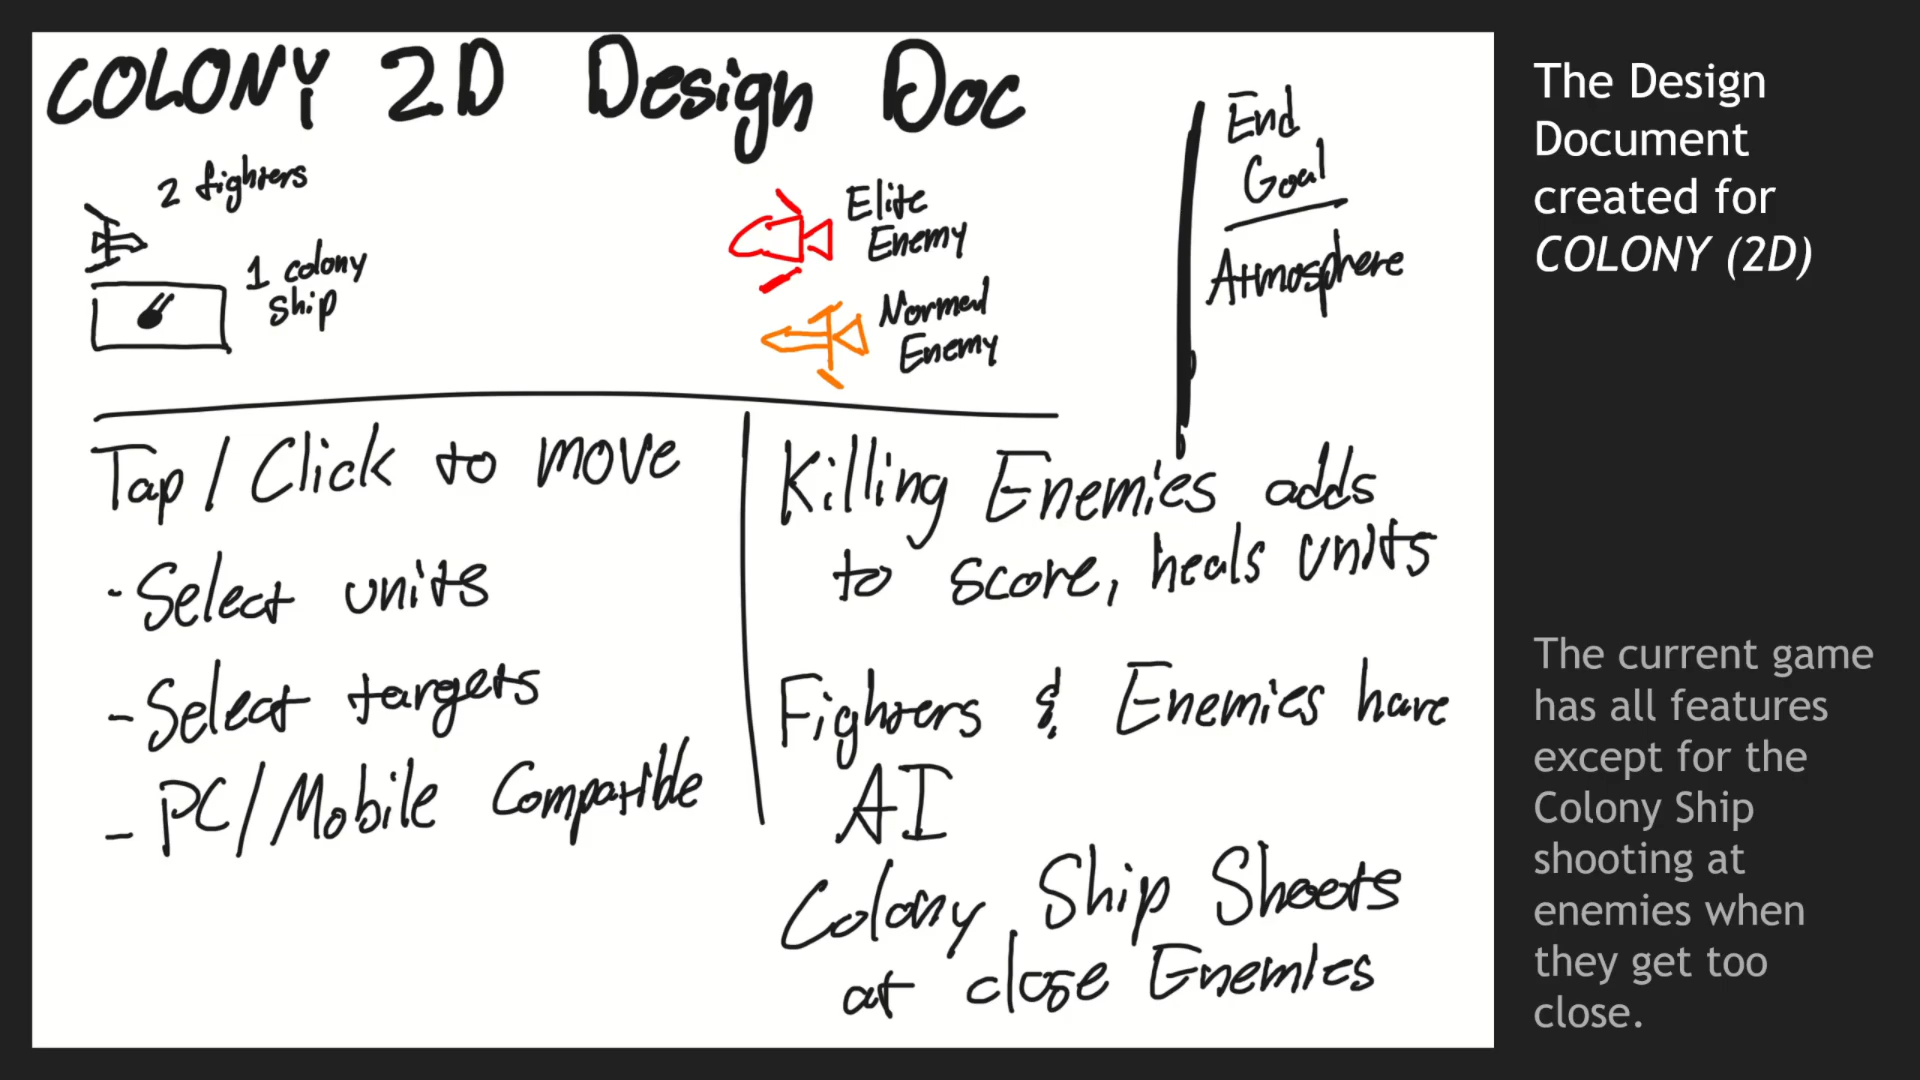 COLONY 2D Design Doc
2 fighters
1 colony
ship
Elite
Enemy
Normal
Enemy
End
Goal
Atmosphere
Tap / Click to move
- Select units
- Select targets
- PC/Mobile Compatible
Killing Enemies adds
to score, heals units
Fighters & Enemies have
AI
Colony Ship Shoots
at close Enemies
The Design
Document
created for
COLONY (2D)
The current game
has all features
except for the
Colony Ship
shooting at
enemies when
they get too
close.